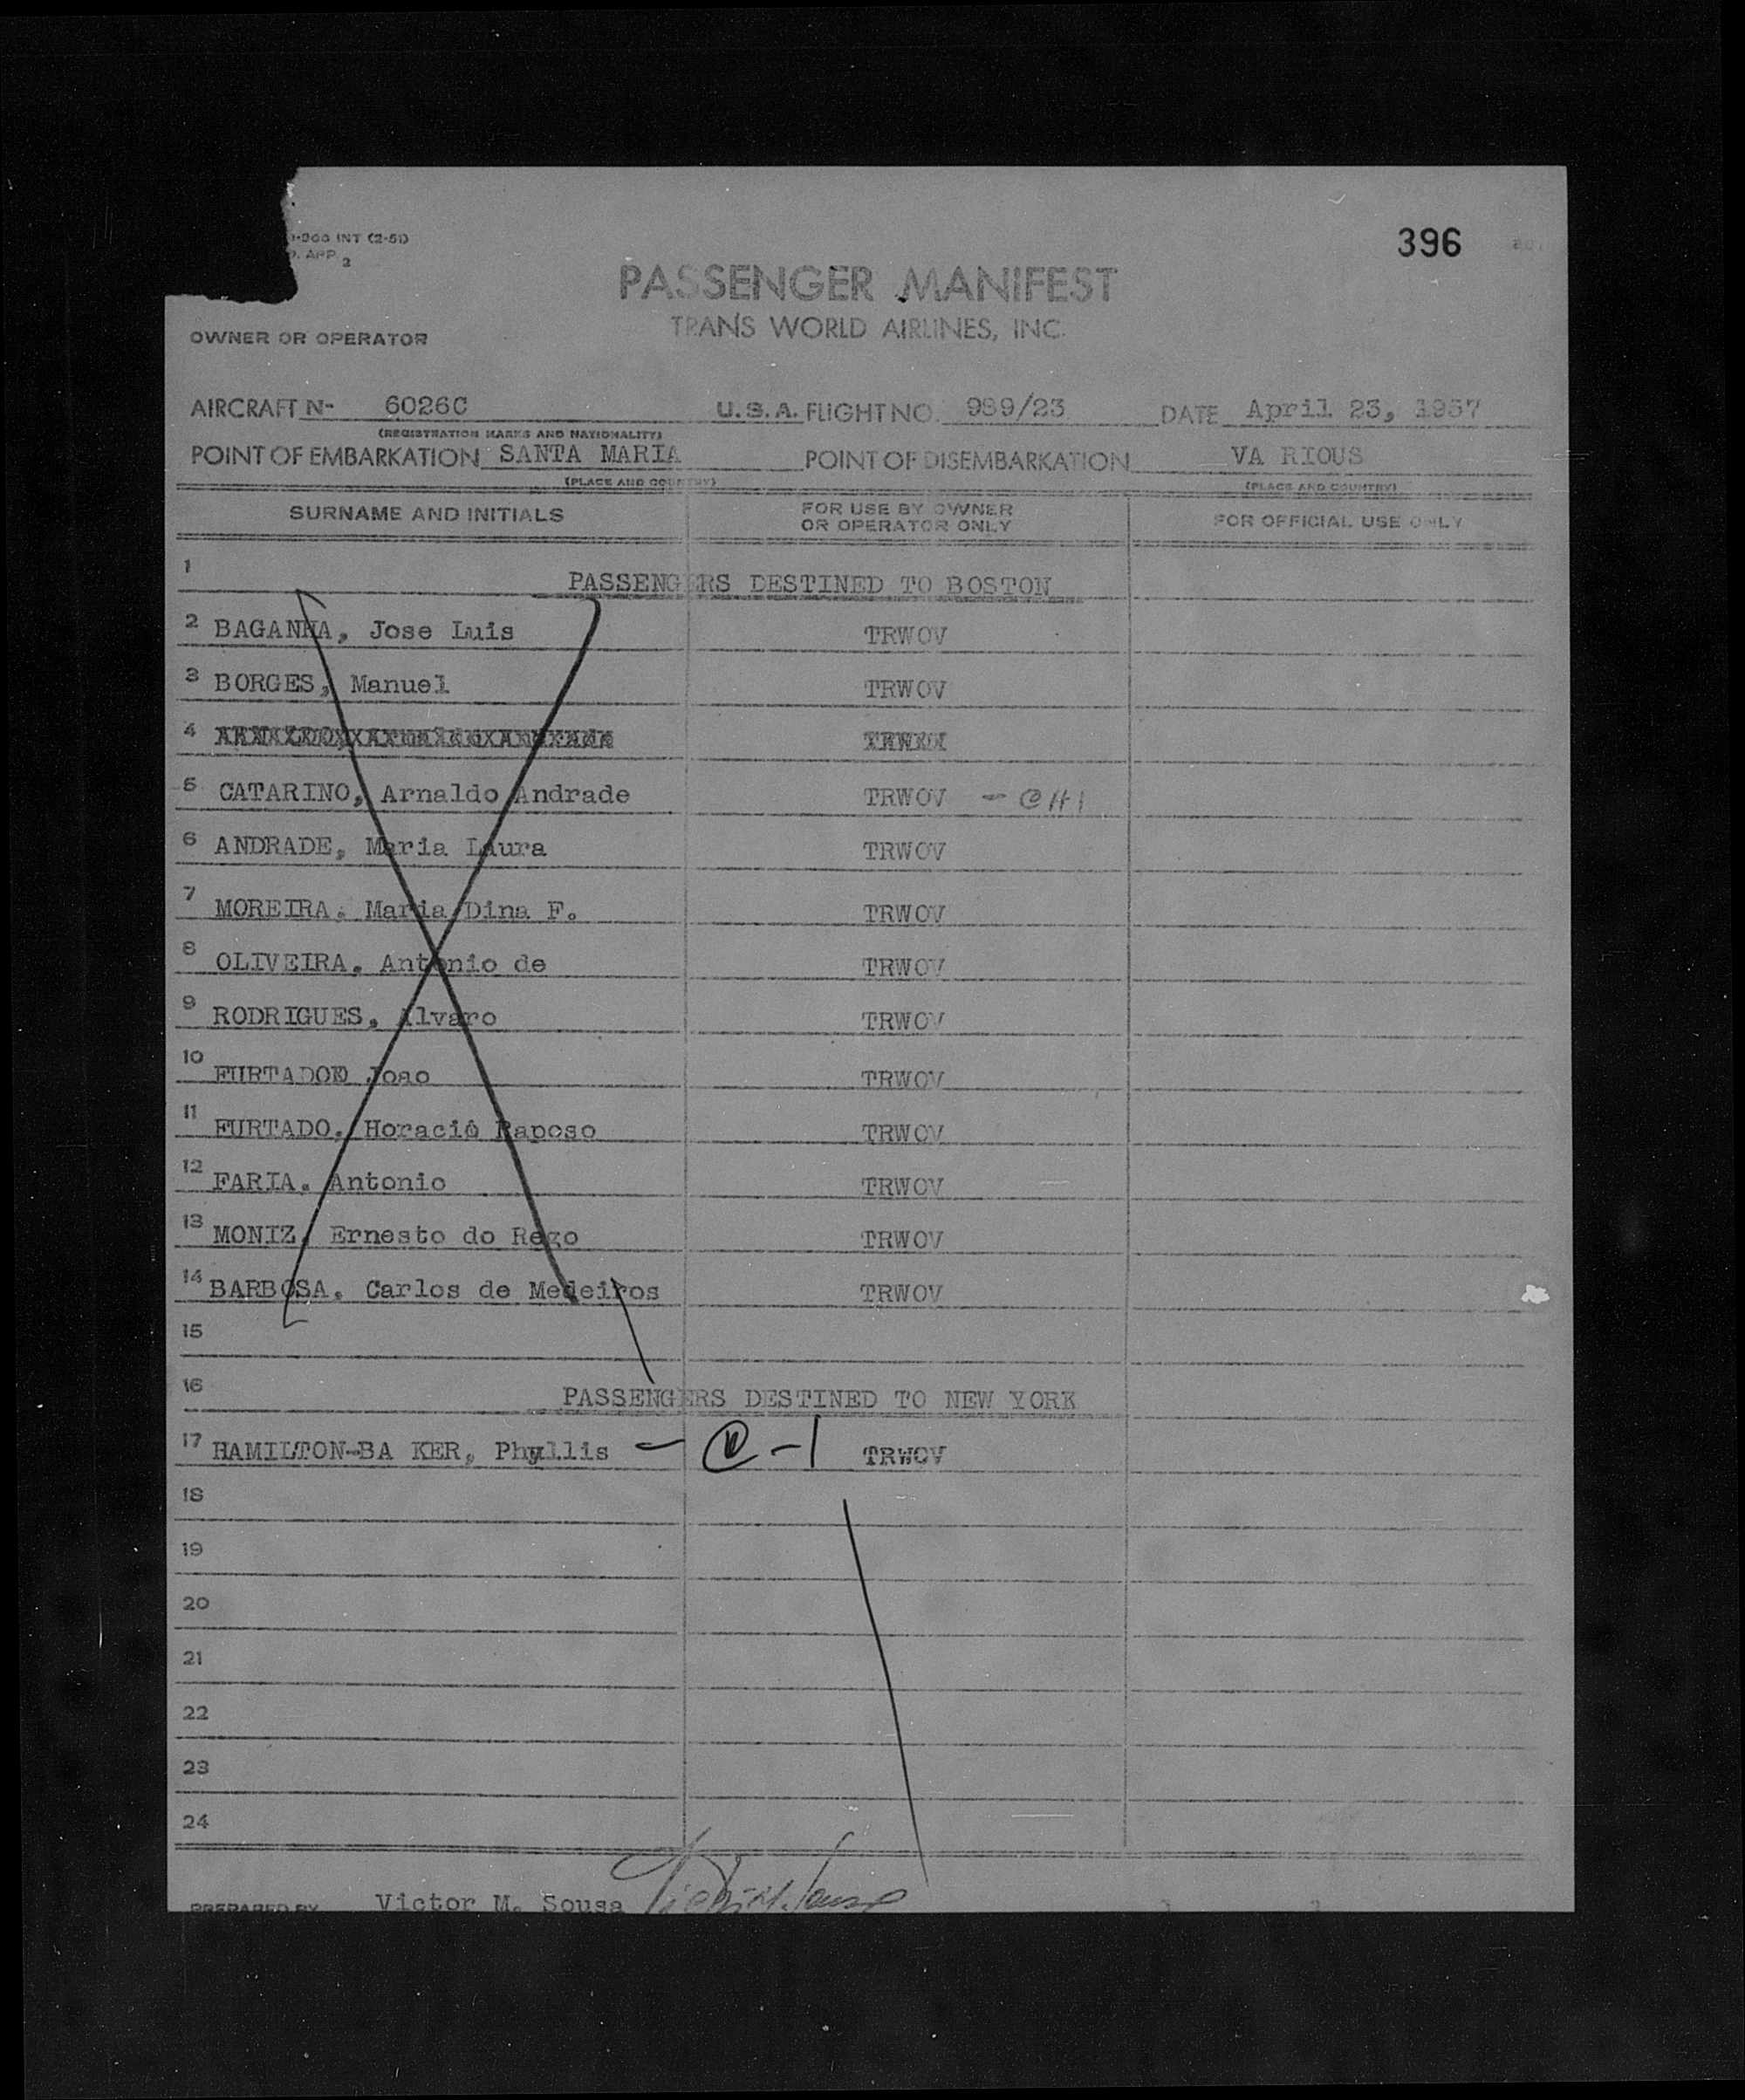 396
INT (2-51)
APP 2
PASSENGER MANIFEST
TRANS WORLD AIRLINES, INC.
OWNER OR OPERATOR
AIRCRAFT N- 6026C U.S.A. FLIGHT NO. 989/23 DATE April 23, 1957
(REGISTRATION MARKS AND NATIONALITY)
POINT OF EMBARKATION SANTA MARIA POINT OF DISEMBARKATION VA RIOUS
(PLACE AND COUNTRY) (PLACE AND COUNTRY)
SURNAME AND INITIALS FOR USE BY OWNER OR OPERATOR ONLY FOR OFFICIAL USE ONLY
1 PASSENGERS DESTINED TO BOSTON
2 BAGANHA, Jose Luis TRWOV
3 BORGES, Manuel TRWOV
4
5 CATARINO, Arnaldo Andrade TRWOV
6 ANDRADE, Maria Laura TRWOV
7 MOREIRA, Maria Dina F. TRWOV
8 OLIVEIRA, Antonio de TRWOV
9 RODRIGUES, Alvaro TRWOV
10 Joao TRWOV
11 FURTADO, Horacio Raposo TRWOV
12 FARIA, Antonio TRWOV
13 MONIZ, Ernesto do Rego TRWOV
14 BARBOSA, Carlos de Medeiros TRWOV
15
16 PASSENGERS DESTINED TO NEW YORK
17 HAMILTON-BA KER, Phyllis - TRWOV
18
19
20
21
22
23
24
PREPARED BY Victor M. Sousa